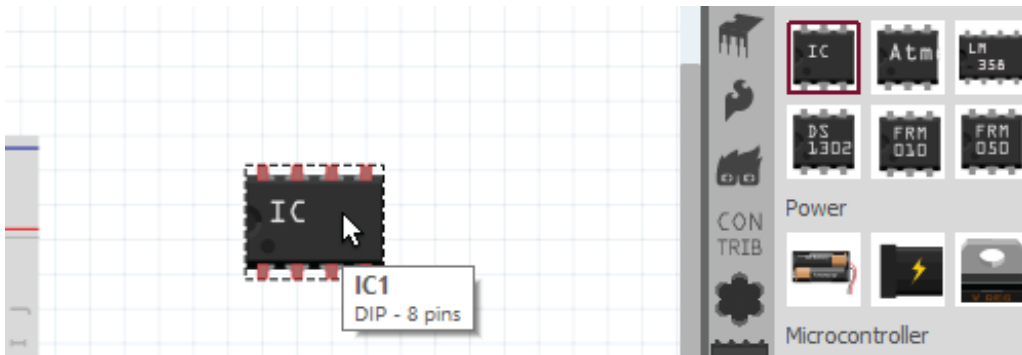 IC
IC1
DIP - 8 pins
CON
TRIB
IC
Atm
LM
358
DS
1302
FRM
010
FRM
050
Power
V REG
Microcontroller